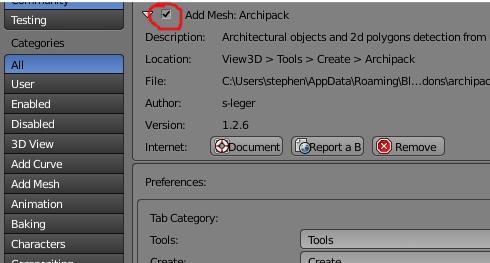 Community
Testing
Categories
All
User
Enabled
Disabled
3D View
Add Curve
Add Mesh
Animation
Baking
Characters
Add Mesh: Archipack
Description: Architectural objects and 2d polygons detection from
Location: View3D > Tools > Create > Archipack
File: C:\Users\stephen\AppData\Roaming\Bl...dons\archipac
Author: s-leger
Version: 1.2.6
Internet: Document Report a B Remove
Preferences:
Tab Category:
Tools: Tools
Create: Create